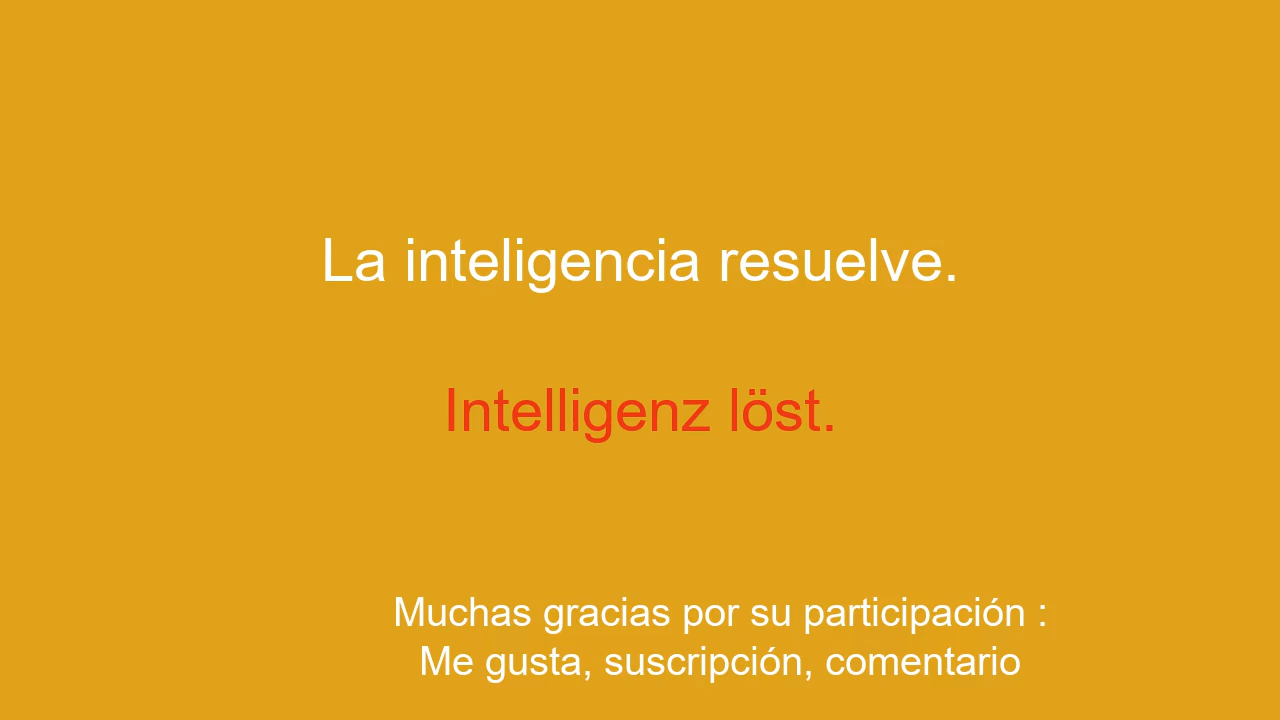 La inteligencia resuelve.
Intelligenz löst.
Muchas gracias por su participación :
Me gusta, suscripción, comentario